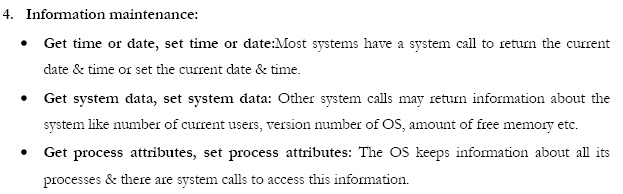 4. Information maintenance:
• Get time or date, set time or date:Most systems have a system call to return the current
date & time or set the current date & time.
• Get system data, set system data: Other system calls may return information about the
system like number of current users, version number of OS, amount of free memory etc.
• Get process attributes, set process attributes: The OS keeps information about all its
processes & there are system calls to access this information.